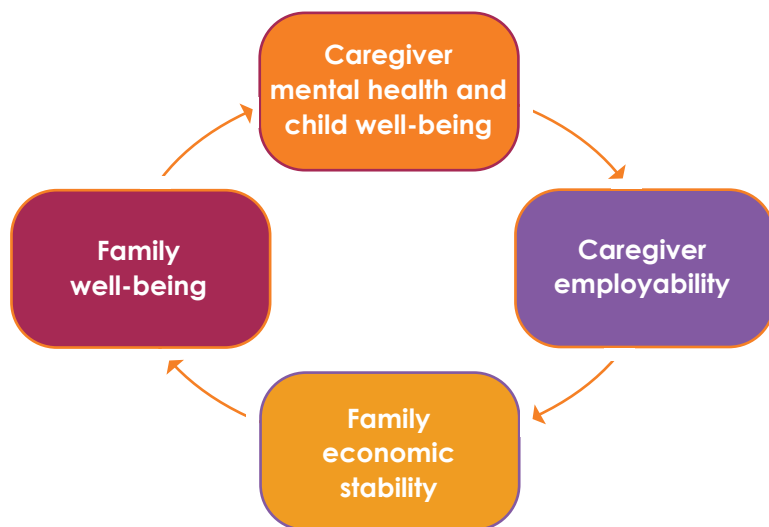 Caregiver
mental health and
child well-being
Caregiver
employability
Family
economic
stability
Family
well-being